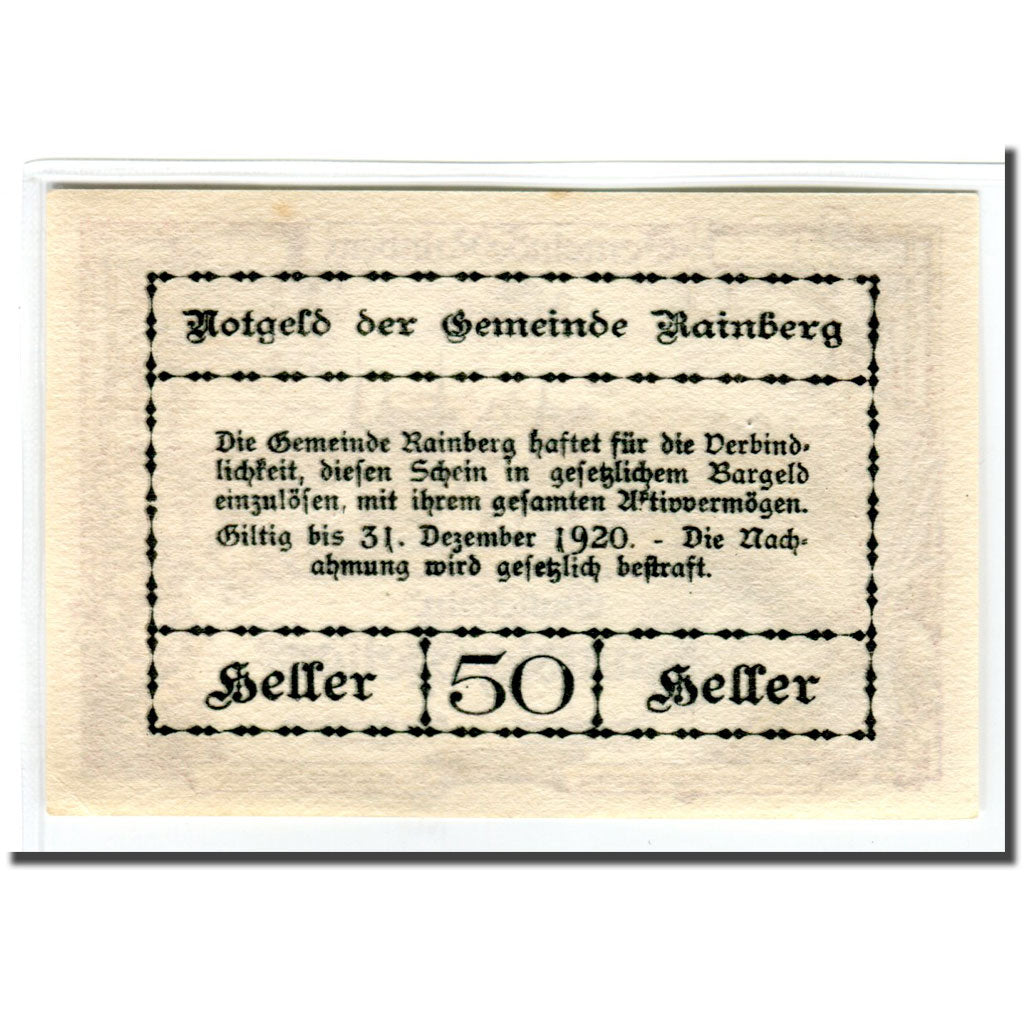 Notgeld der Gemeinde Rainberg
Die Gemeinde Rainberg haftet für die Verbind-
lichkeit, diesen Schein in gesetzlichem Bargeld
einzulösen, mit ihrem gesamten Aktivvermögen.
Giltig bis 31. Dezember 1920. - Die Nach-
ahmung wird gesetzlich bestraft.
Heller 50 Heller